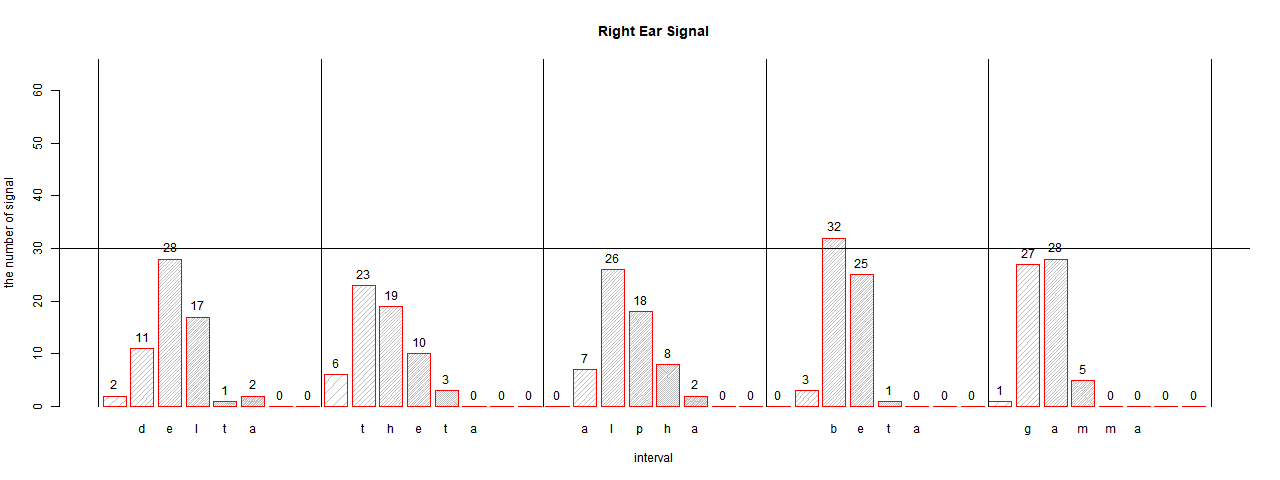 Right Ear Signal
the number of signal
60
50
40
30
20
10
0
2 11 28 17 1 2 0 0 6 23 19 10 3 0 0 0 0 7 26 18 8 2 0 0 0 3 32 25 1 0 0 0 1 27 28 5 0 0 0 0
d e l t a t h e t a a l p h a b e t a g a m m a
interval